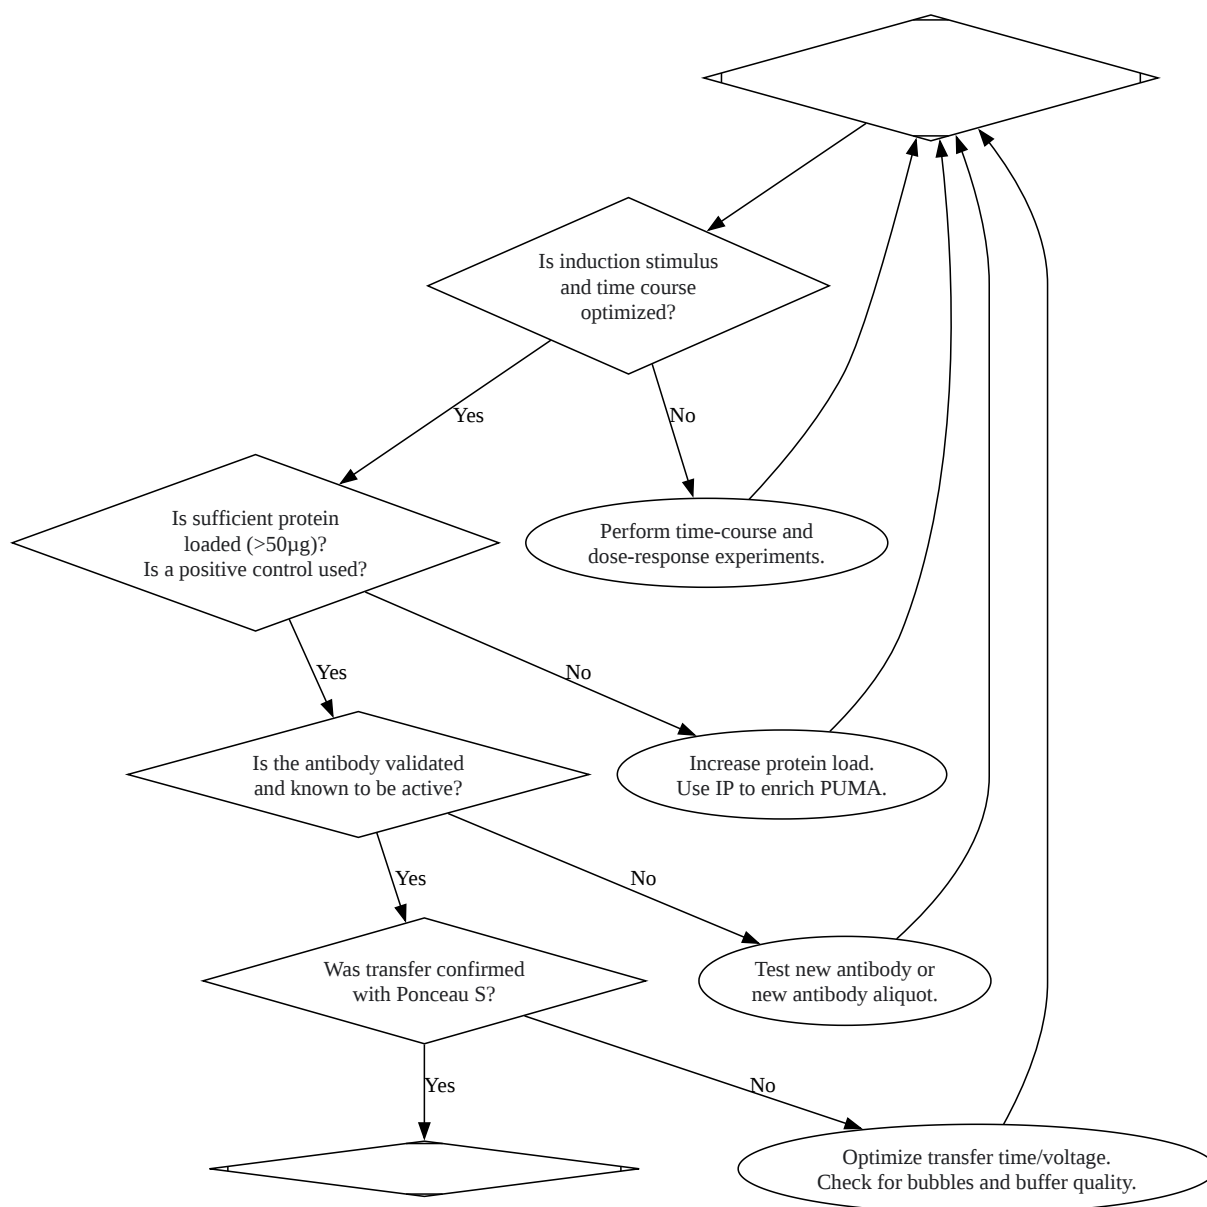 Is induction stimulus
and time course
optimized?
Yes
No
Is sufficient protein
loaded (>50µg)?
Is a positive control used?
Perform time-course and
dose-response experiments.
Yes
No
Is the antibody validated
and known to be active?
Increase protein load.
Use IP to enrich PUMA.
Yes
No
Was transfer confirmed
with Ponceau S?
Test new antibody or
new antibody aliquot.
Yes
No
Optimize transfer time/voltage.
Check for bubbles and buffer quality.